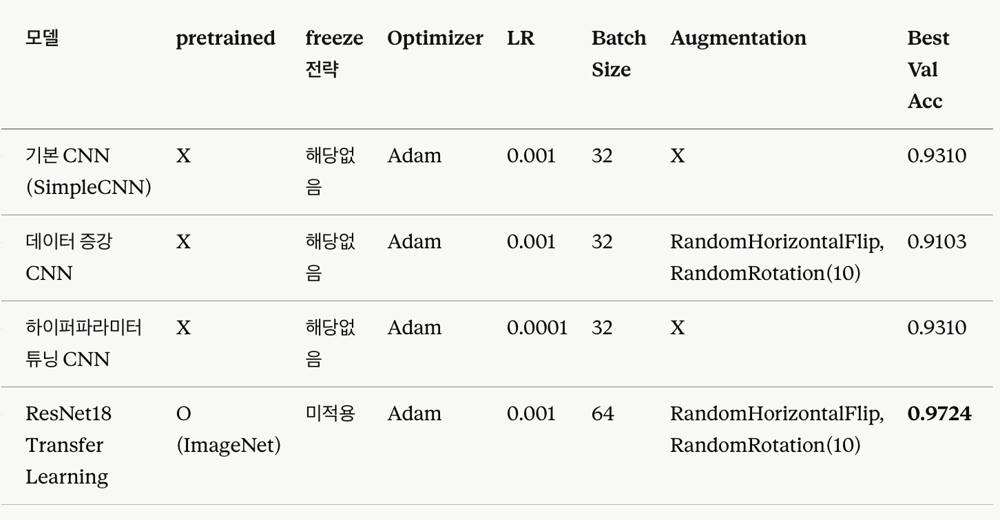 모델 pretrained freeze Optimizer LR Batch Augmentation Best
전략 Size Val
Acc
기본 CNN X 해당없 Adam 0.001 32 X 0.9310
(SimpleCNN) 음
데이터 증강 X 해당없 Adam 0.001 32 RandomHorizontalFlip, 0.9103
CNN 음 RandomRotation(10)
하이퍼파라미터 X 해당없 Adam 0.0001 32 X 0.9310
튜닝 CNN 음
ResNet18 O 미적용 Adam 0.001 64 RandomHorizontalFlip, 0.9724
Transfer (ImageNet) RandomRotation(10)
Learning